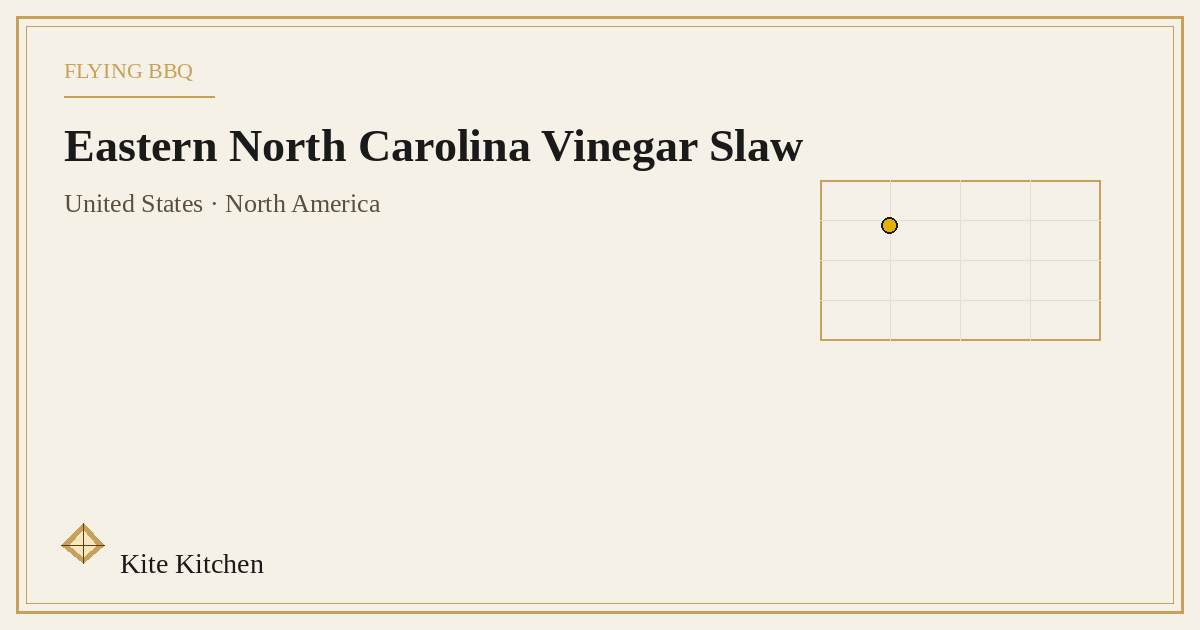 FLYING BBQ
Eastern North Carolina Vinegar Slaw
United States · North America
Kite Kitchen